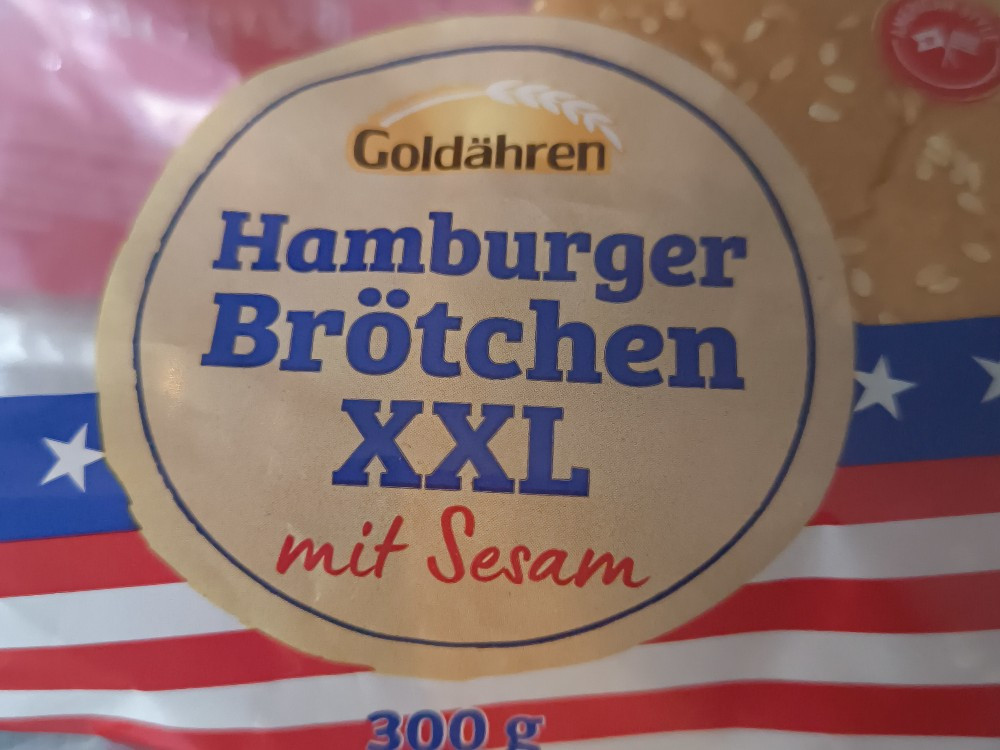 Goldähren
Hamburger
Brötchen
XXL
mit Sesam
300 g